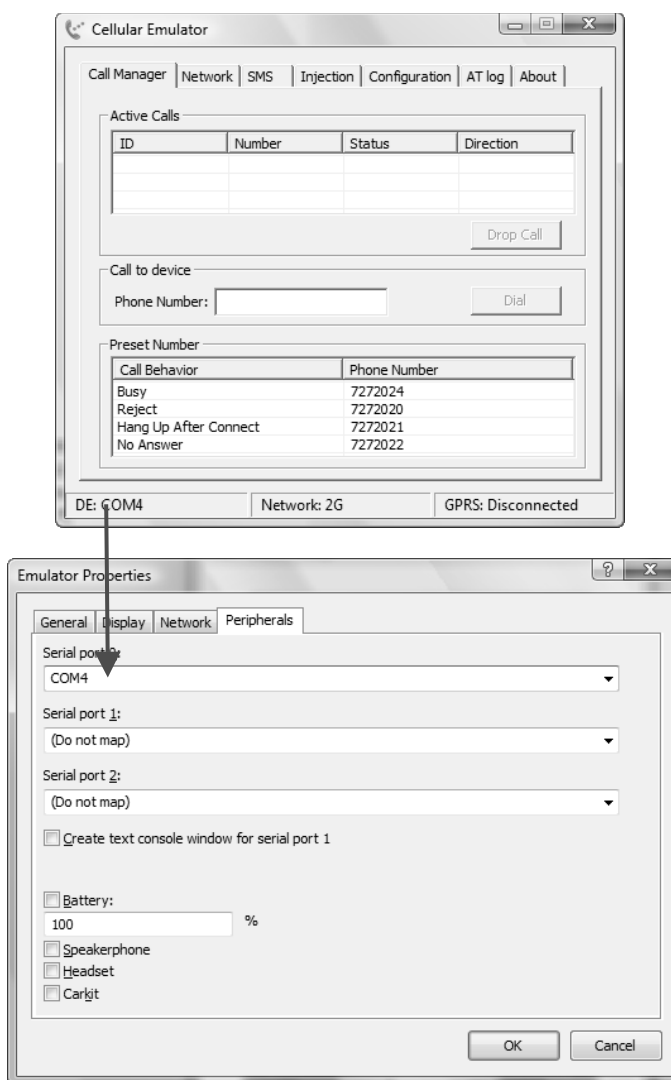 Cellular Emulator
Call Manager Network SMS Injection Configuration AT log About
Active Calls
ID Number Status Direction
Drop Call
Call to device
Phone Number: Dial
Preset Number
Call Behavior Phone Number
Busy 7272024
Reject 7272020
Hang Up After Connect 7272021
No Answer 7272022
DE: COM4 Network: 2G GPRS: Disconnected
Emulator Properties
General Display Network Peripherals
Serial port 0:
COM4
Serial port 1:
(Do not map)
Serial port 2:
(Do not map)
Create text console window for serial port 1
Battery:
100 %
Speakerphone
Headset
Carkit
OK Cancel